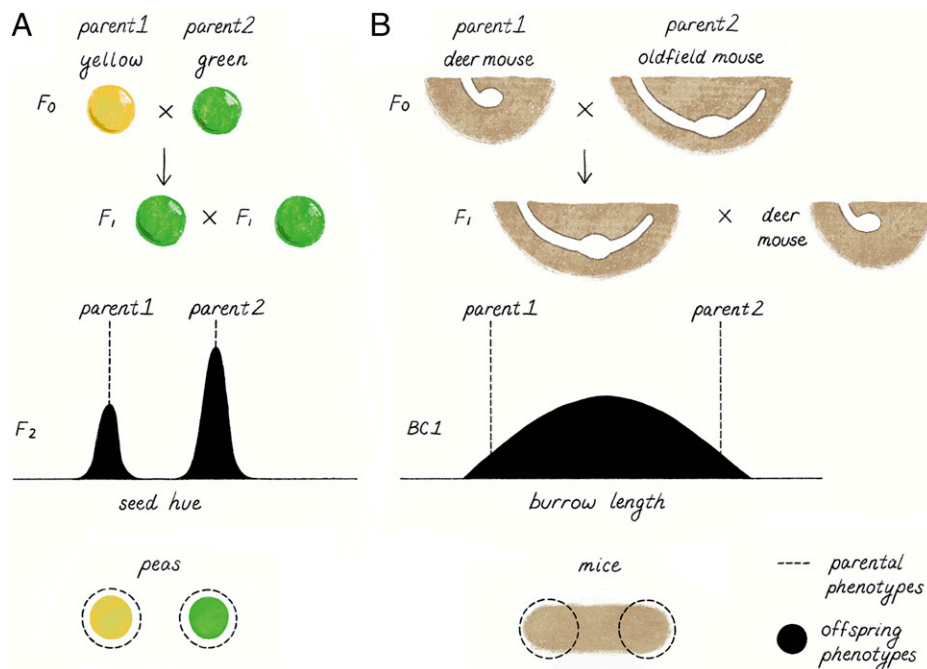 A
parent1 parent2
yellow green
F₀
×
F₁ × F₁
parent1 parent2
F₂
seed hue
peas
B
parent1 parent2
deer mouse oldfield mouse
×
F₁ × deer
mouse
parent1 parent2
BC1
burrow length
mice
parental
phenotypes
offspring
phenotypes